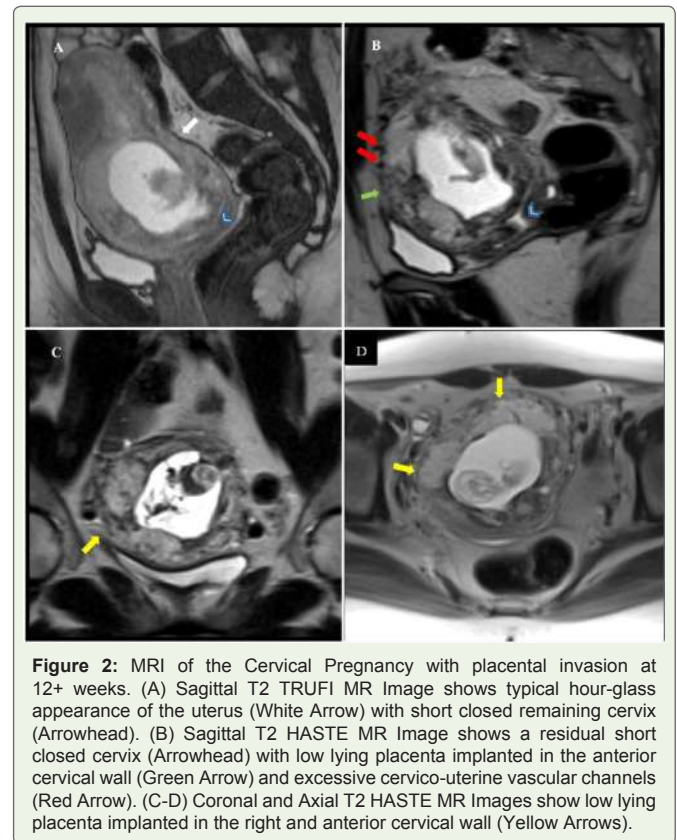 A
B
C
D
Figure 2: MRI of the Cervical Pregnancy with placental invasion at
12+ weeks. (A) Sagittal T2 TRUFI MR Image shows typical hour-glass
appearance of the uterus (White Arrow) with short closed remaining cervix
(Arrowhead). (B) Sagittal T2 HASTE MR Image shows a residual short
closed cervix (Arrowhead) with low lying placenta implanted in the anterior
cervical wall (Green Arrow) and excessive cervico-uterine vascular channels
(Red Arrow). (C-D) Coronal and Axial T2 HASTE MR Images show low lying
placenta implanted in the right and anterior cervical wall (Yellow Arrows).